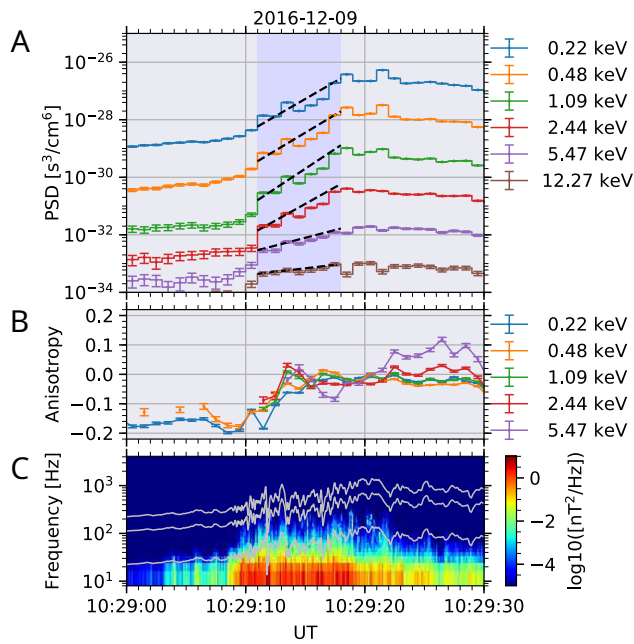 2016-12-09
A
PSD [s³/cm⁶]
10⁻²⁶
10⁻²⁸
10⁻³⁰
10⁻³²
10⁻³⁴
0.22 keV
0.48 keV
1.09 keV
2.44 keV
5.47 keV
12.27 keV
B
Anisotropy
0.2
0.1
0.0
−0.1
−0.2
0.22 keV
0.48 keV
1.09 keV
2.44 keV
5.47 keV
C
Frequency [Hz]
10³
10²
10¹
0
−2
−4
log10([nT²/Hz)
10:29:00
10:29:10
10:29:20
10:29:30
UT